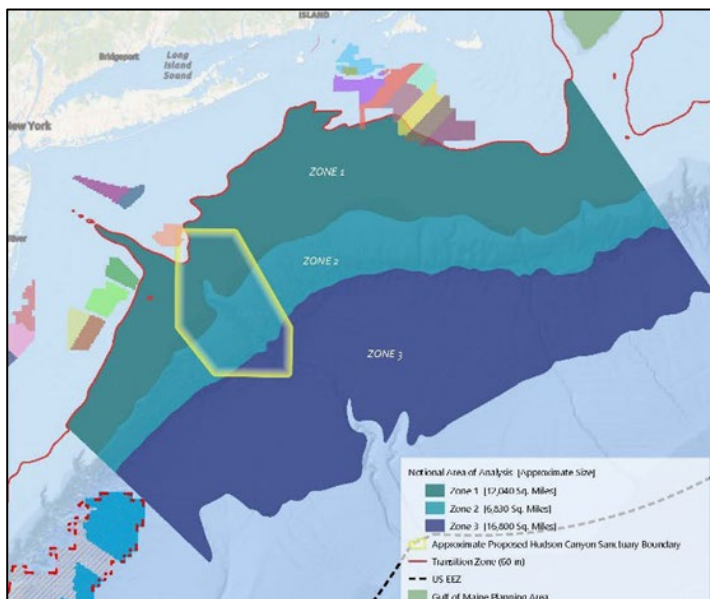 ISLAND
Bridgeport
Long
Island
Sound
New York
River
ZONE 1
ZONE 2
ZONE 3
Notional Area of Analysis [Approximate Size]
Zone 1 [12,040 Sq. Miles]
Zone 2 [6,830 Sq. Miles]
Zone 3 [16,800 Sq. Miles]
Approximate Proposed Hudson Canyon Sanctuary Boundary
Transition Zone (60 m)
US EEZ
Gulf of Maine Planning Area